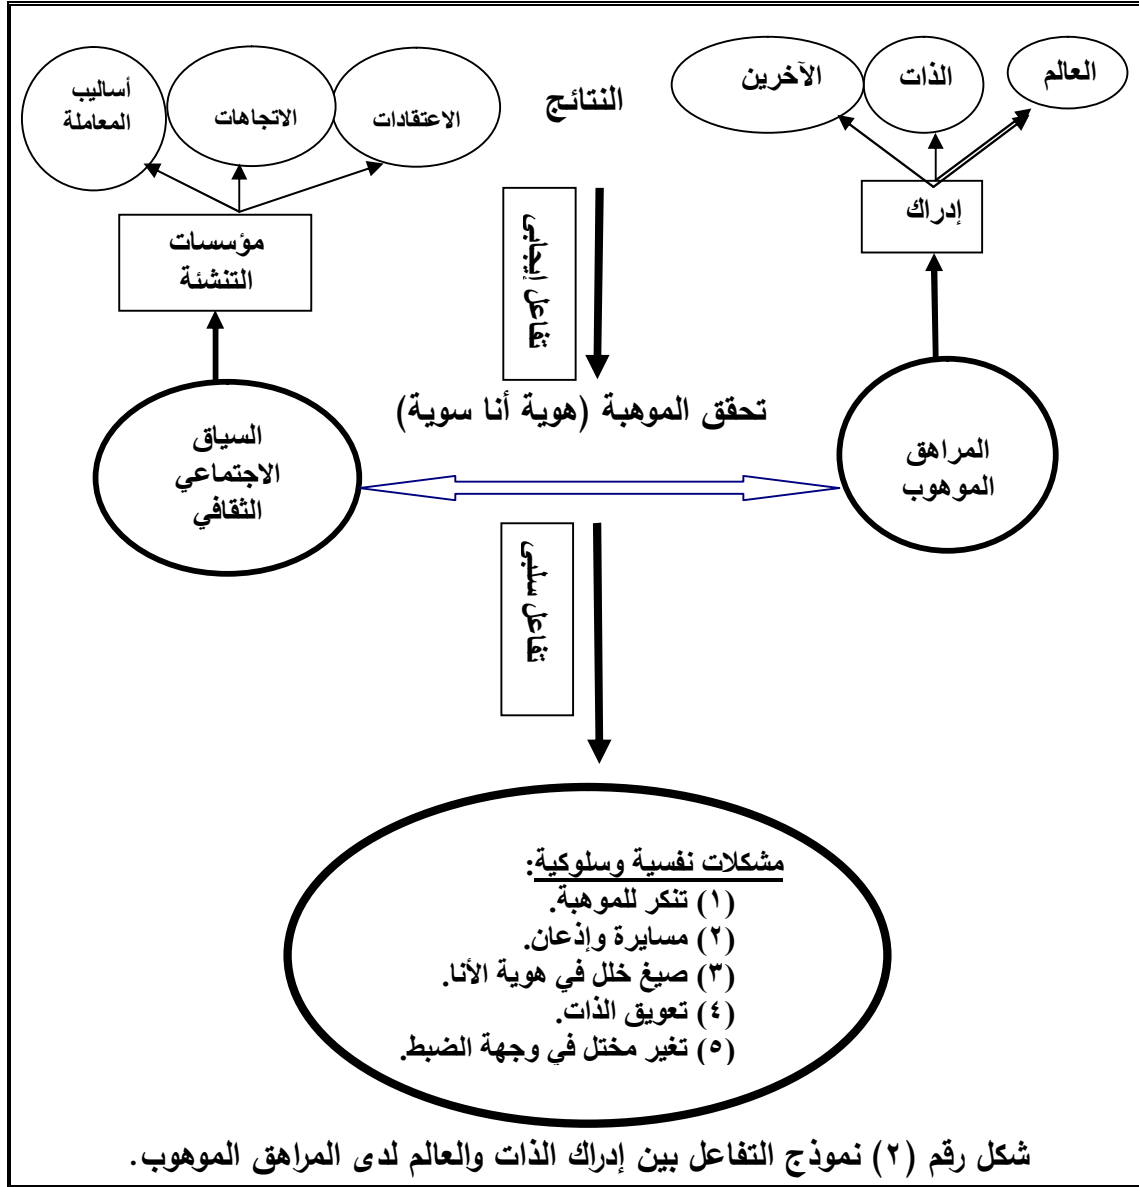 العالم
الذات
الآخرين
إدراك
المراهق
الموهوب
النتائج
تفاعل إيجابى
تحقق الموهبة (هوية أنا سوية)
تفاعل سلبى
الاعتقادات
الاتجاهات
أساليب
المعاملة
مؤسسات
التنشئة
السياق
الاجتماعي
الثقافي
مشكلات نفسية وسلوكية:
(١) تنكر للموهبة.
(٢) مسايرة وإذعان.
(٣) صيغ خلل في هوية الأنا.
(٤) تعويق الذات.
(٥) تغير مختل في وجهة الضبط.
شكل رقم (٢) نموذج التفاعل بين إدراك الذات والعالم لدى المراهق الموهوب.